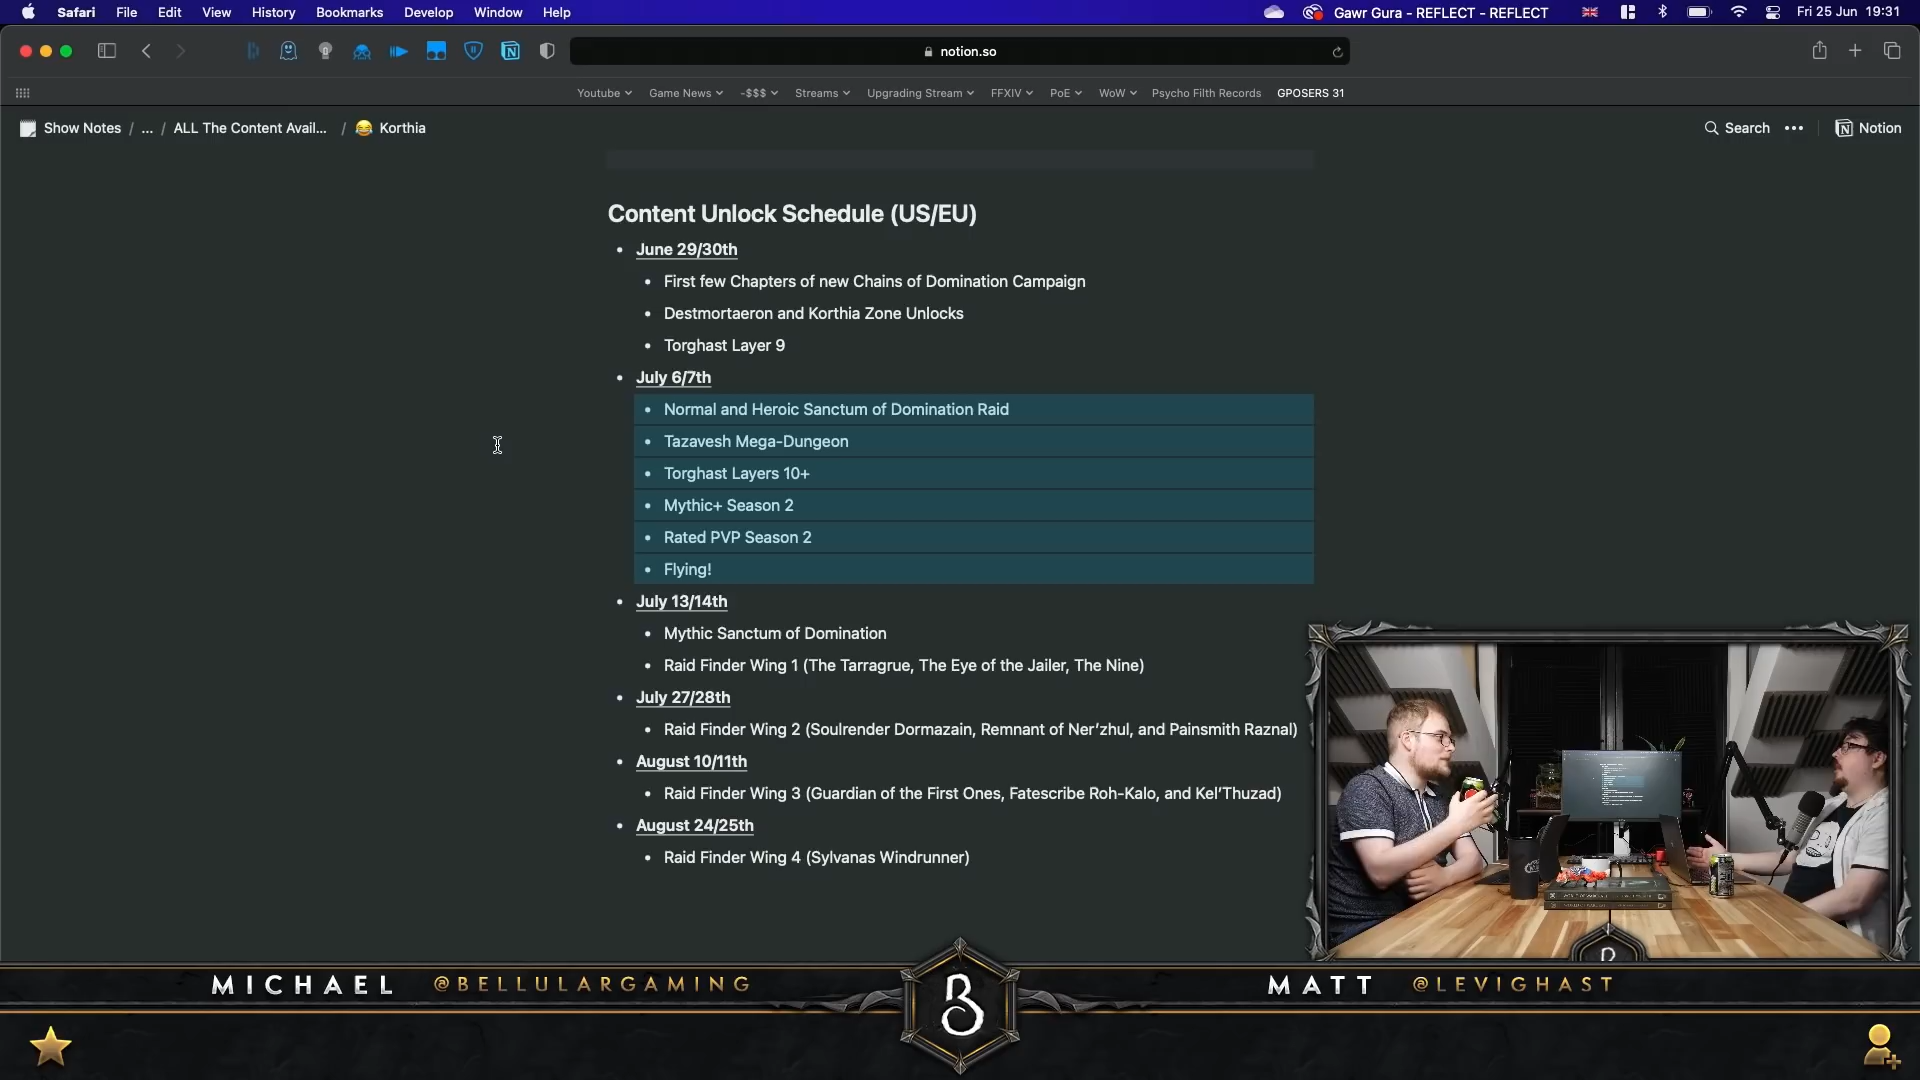 Safari File Edit View History Bookmarks Develop Window Help
Gawr Gura - REFLECT - REFLECT
Fri 25 Jun 19:31
notion.so
Youtube Game News -$$$ Streams Upgrading Stream FFXIV PoE WoW Psycho Filth Records GPOSERS 31
Show Notes / ... / ALL The Content Avail... / 😂 Korthia
Search ••• Notion
Content Unlock Schedule (US/EU)
• June 29/30th
• First few Chapters of new Chains of Domination Campaign
• Destmortaeron and Korthia Zone Unlocks
• Torghast Layer 9
• July 6/7th
• Normal and Heroic Sanctum of Domination Raid
• Tazavesh Mega-Dungeon
• Torghast Layers 10+
• Mythic+ Season 2
• Rated PVP Season 2
• Flying!
• July 13/14th
• Mythic Sanctum of Domination
• Raid Finder Wing 1 (The Tarragrue, The Eye of the Jailer, The Nine)
• July 27/28th
• Raid Finder Wing 2 (Soulrender Dormazain, Remnant of Ner’zhul, and Painsmith Raznal)
• August 10/11th
• Raid Finder Wing 3 (Guardian of the First Ones, Fatescribe Roh-Kalo, and Kel’Thuzad)
• August 24/25th
• Raid Finder Wing 4 (Sylvanas Windrunner)
MICHAEL @BELLULARGAMING
B
MATT @LEVIGHAST